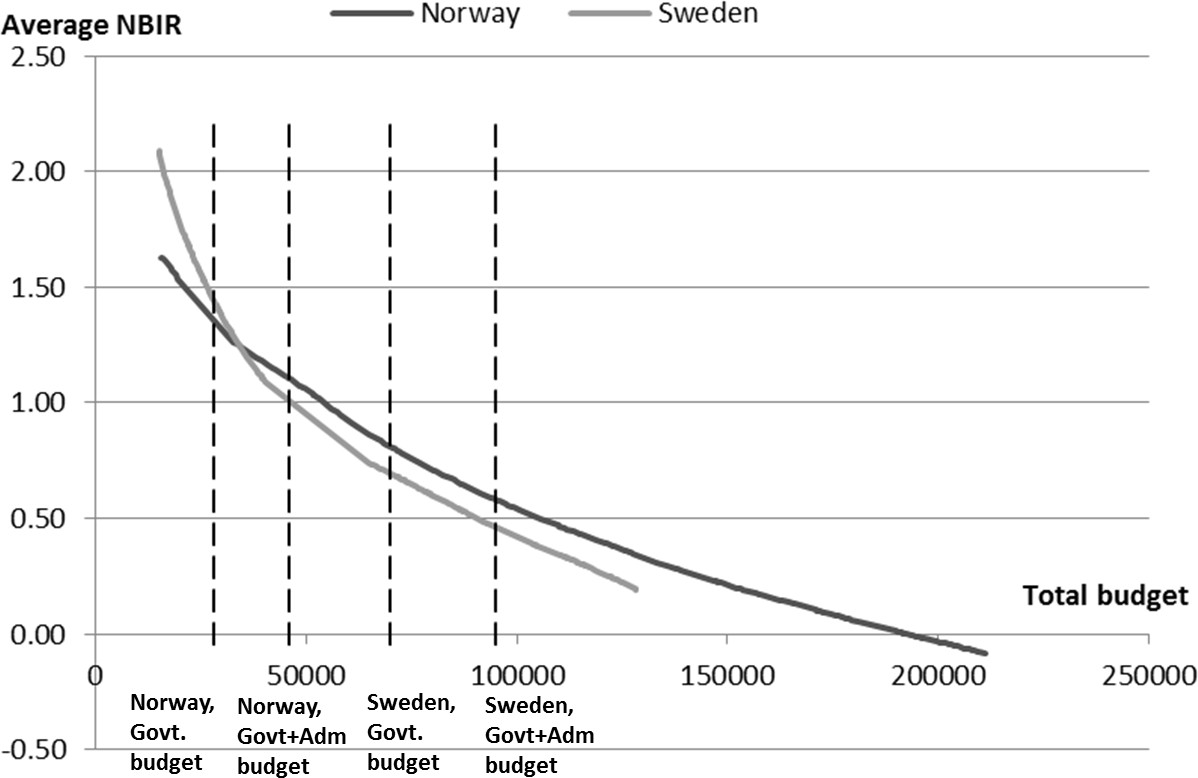 Norway Sweden
Average NBIR
2.50
2.00
1.50
1.00
0.50
0.00
-0.50
Total budget
0 50000 100000 150000 200000 250000
Norway,
Govt.
budget
Norway,
Govt+Adm
budget
Sweden,
Govt.
budget
Sweden,
Govt+Adm
budget